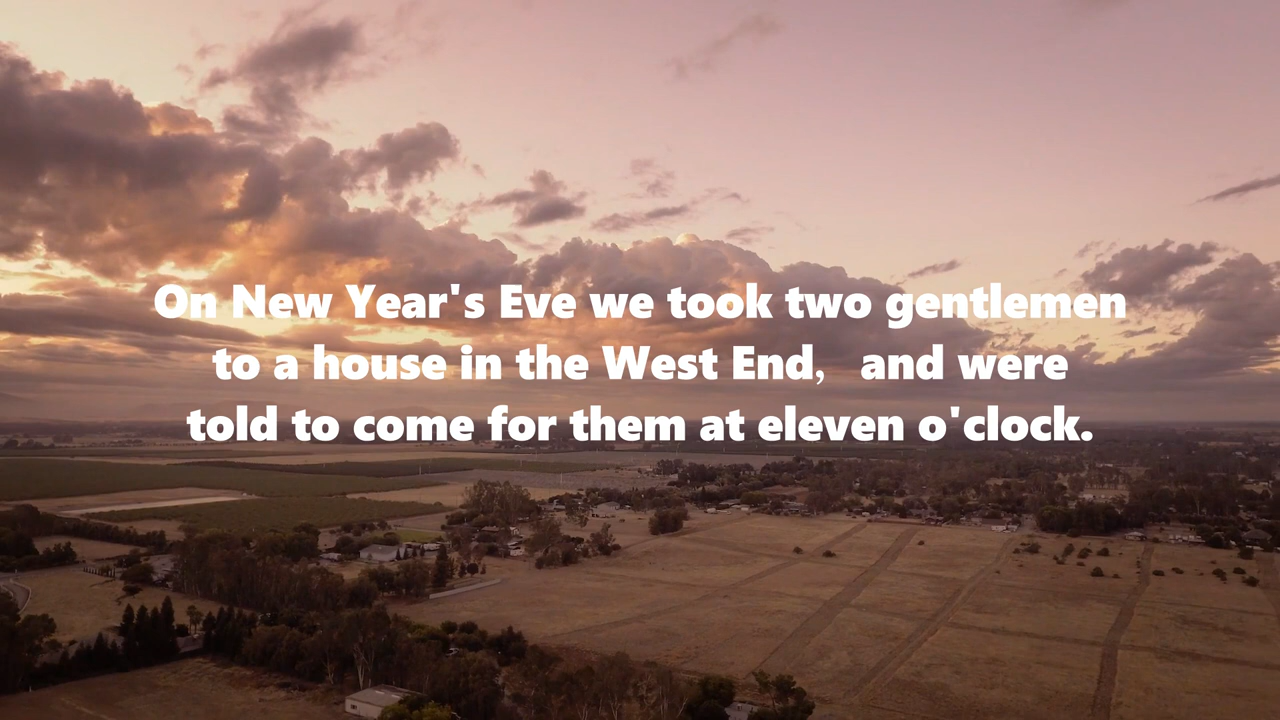 On New Year's Eve we took two gentlemen
to a house in the West End, and were
told to come for them at eleven o'clock.